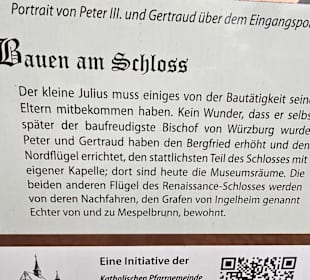 Portrait von Peter III. und Gertraud über dem Eingangspo
Bauen am Schloss
Der kleine Julius muss einiges von der Bautätigkeit sein
Eltern mitbekommen haben. Kein Wunder, dass er selbs
später der baufreudigste Bischof von Würzburg wurde
Peter und Gertraud haben den Bergfried erhöht und den
Nordflügel errichtet, den stattlichsten Teil des Schlosses mit
eigener Kapelle; dort sind heute die Museumsräume. Die
beiden anderen Flügel des Renaissance-Schlosses werden
von deren Nachfahren, den Grafen von Ingelheim genannt
Echter von und zu Mespelbrunn, bewohnt.
Eine Initiative der
Katholischen Pfarrgemeinde